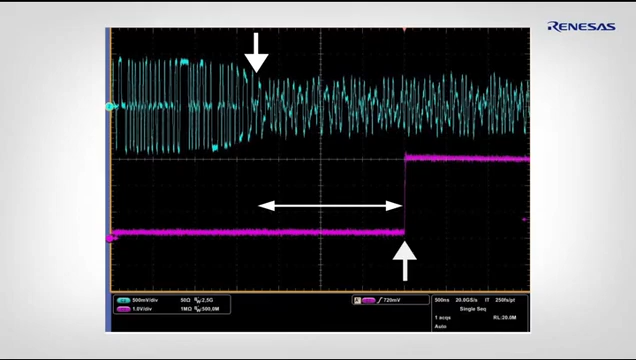 RENESAS
500mV/div 50Ω 2.5G
1.0V/div 1MΩ 500.0M
720mV
500ns 20.0GS/s IT 250fs/pt
Single Seq
1 acqs RL:20.0M
Auto